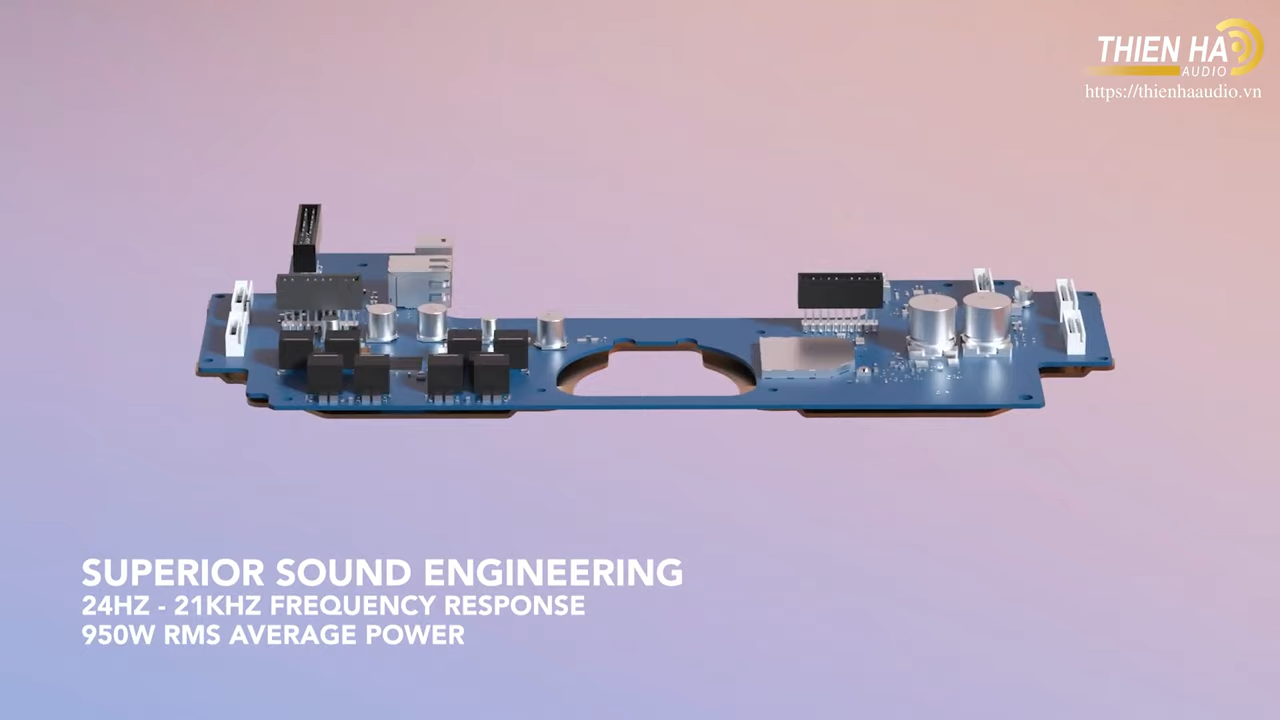 THIEN HA
AUDIO
https://thienhaaudio.vn
SUPERIOR SOUND ENGINEERING
24HZ - 21KHZ FREQUENCY RESPONSE
950W RMS AVERAGE POWER